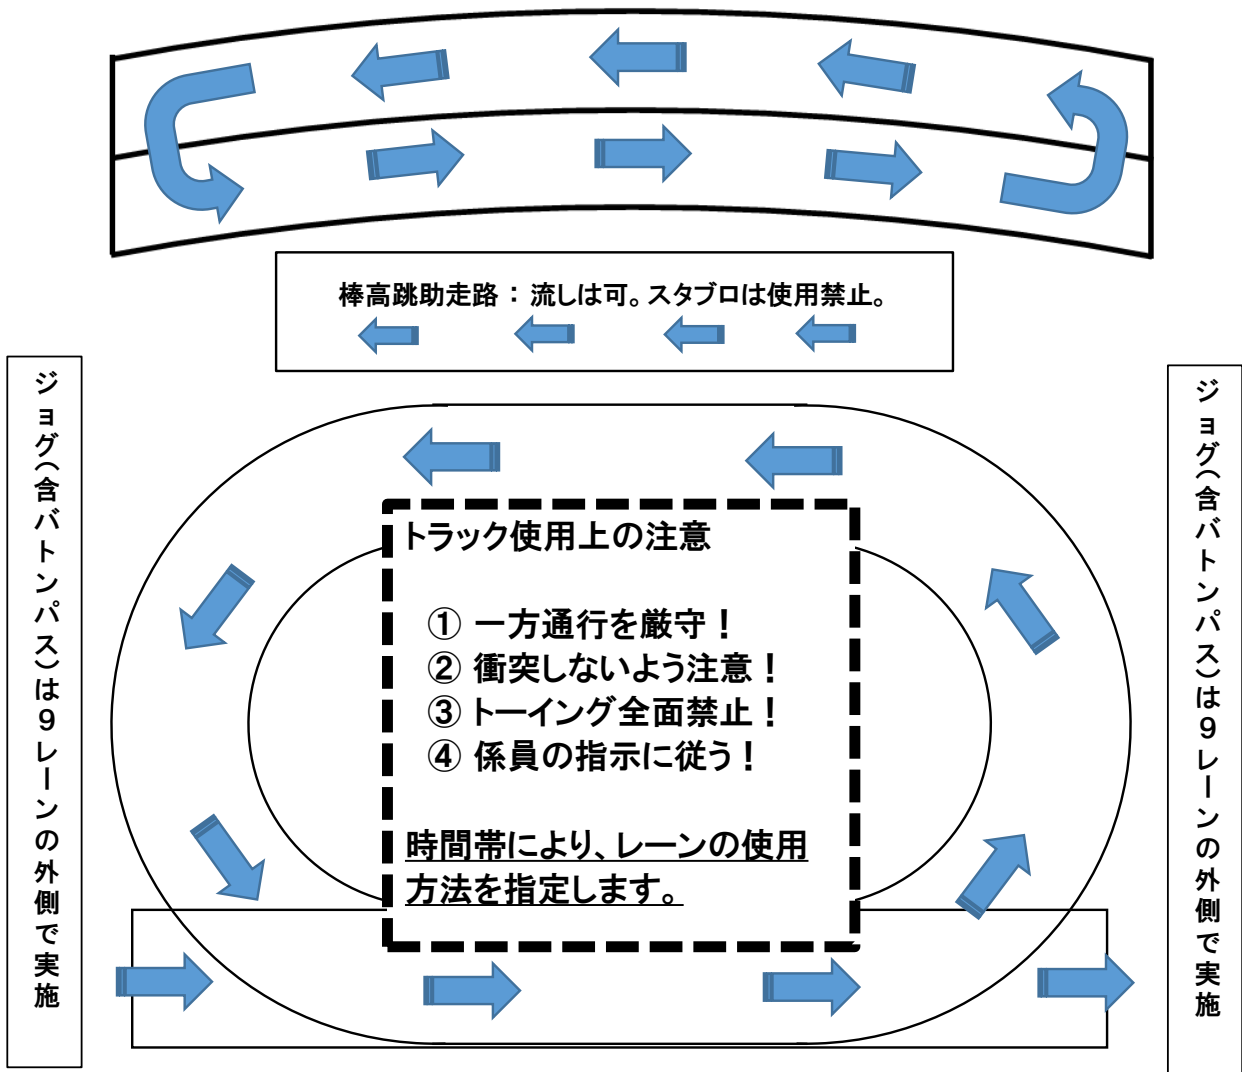 棒高跳助走路：流しは可。スタブロは使用禁止。
ジョグ(含バトンパス)は9レーンの外側で実施
トラック使用上の注意
① 一方通行を厳守！
② 衝突しないよう注意！
③ トーイング全面禁止！
④ 係員の指示に従う！
時間帯により、レーンの使用
方法を指定します。
ジョグ(含バトンパス)は9レーンの外側で実施